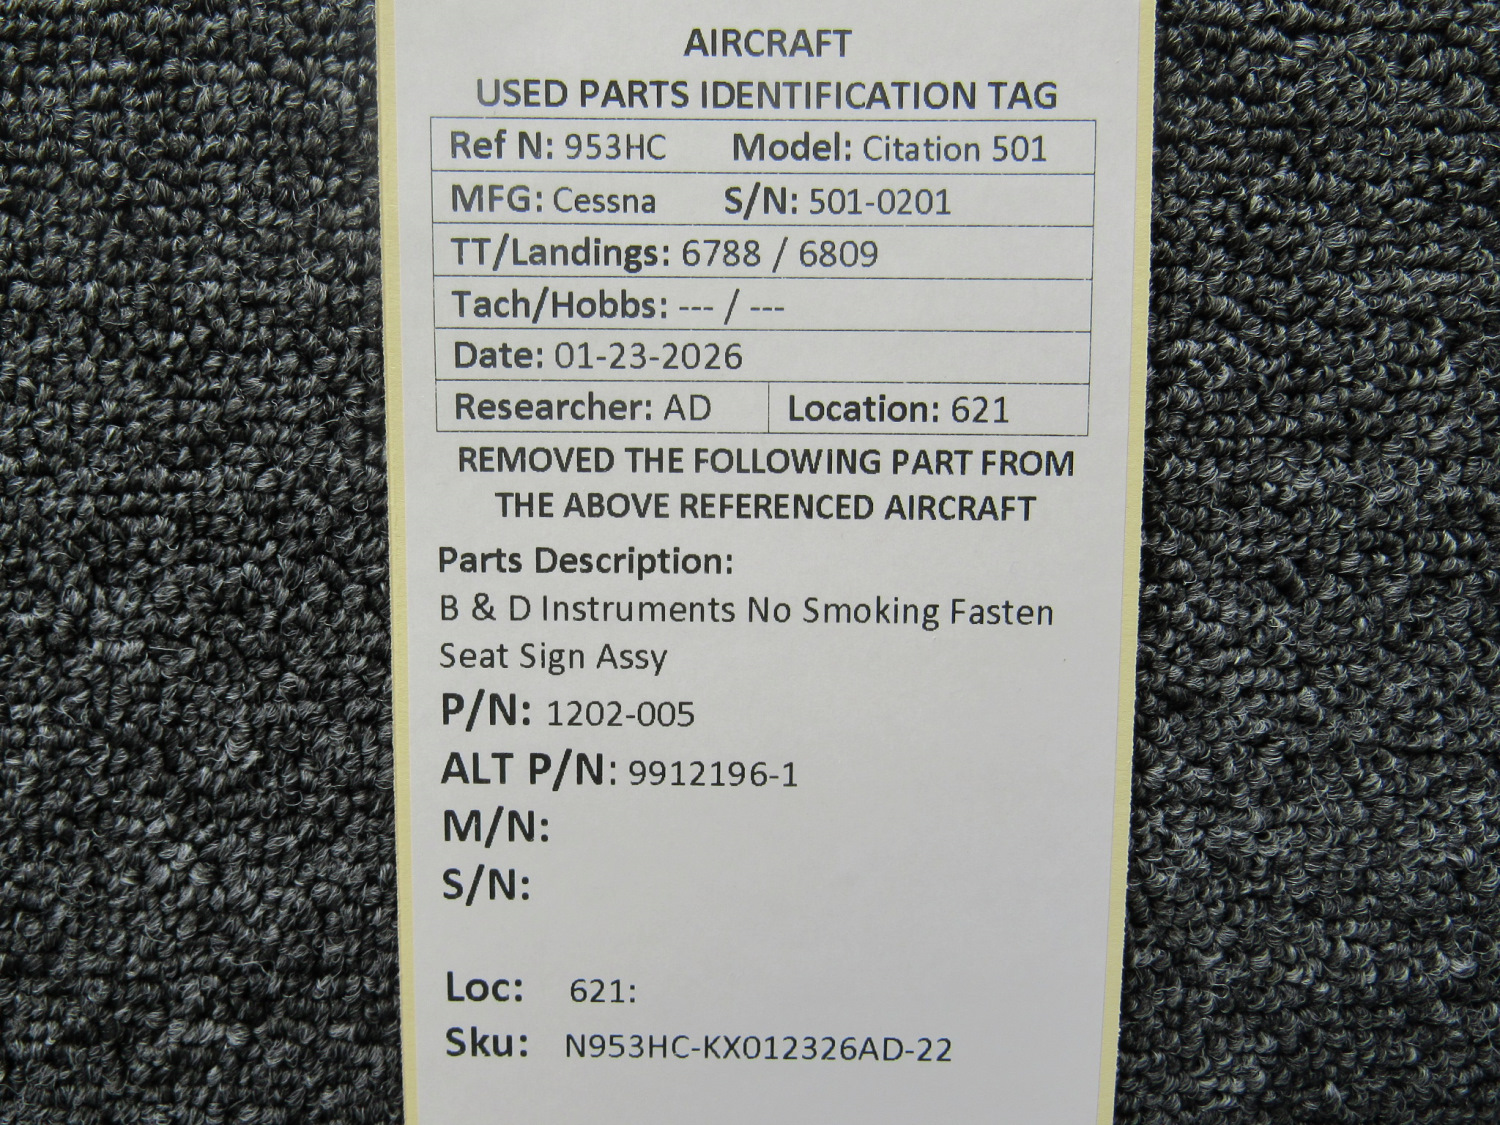 AIRCRAFT
USED PARTS IDENTIFICATION TAG
Ref N: 953HC Model: Citation 501
MFG: Cessna S/N: 501-0201
TT/Landings: 6788 / 6809
Tach/Hobbs: --- / ---
Date: 01-23-2026
Researcher: AD Location: 621
REMOVED THE FOLLOWING PART FROM
THE ABOVE REFERENCED AIRCRAFT
Parts Description:
B & D Instruments No Smoking Fasten
Seat Sign Assy
P/N: 1202-005
ALT P/N: 9912196-1
M/N:
S/N:
Loc: 621:
Sku: N953HC-KX012326AD-22